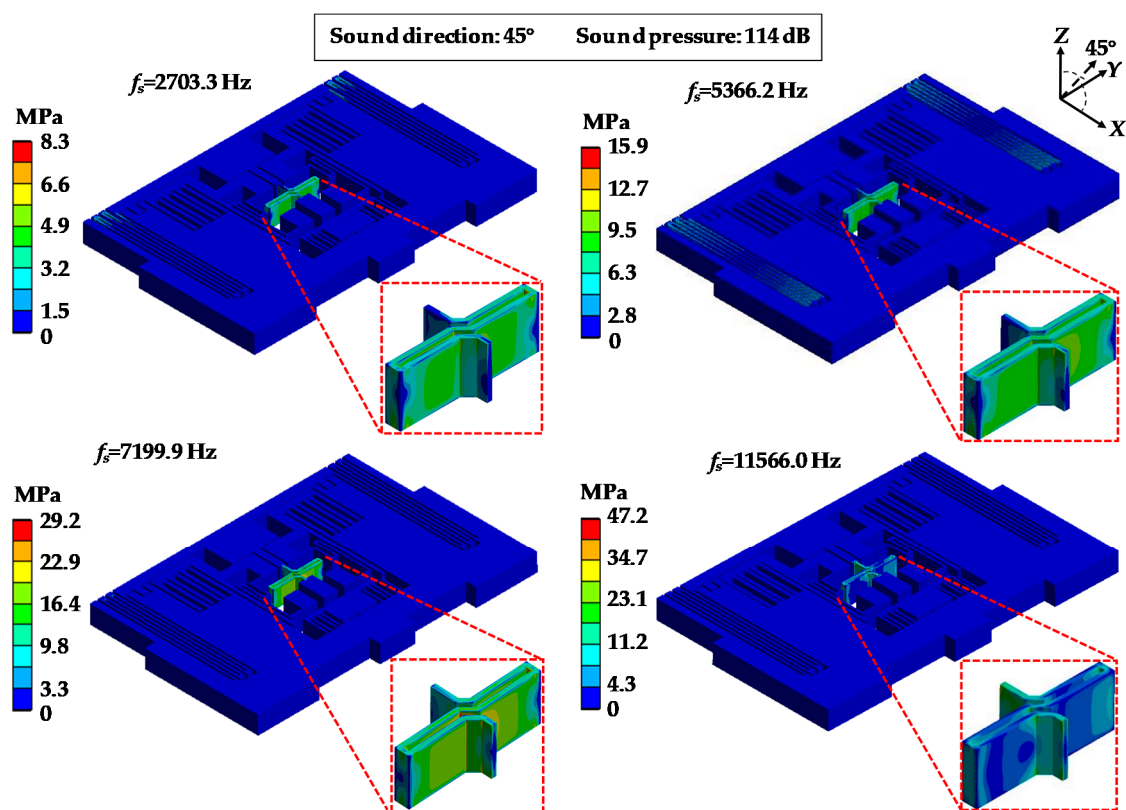 Sound direction: 45° Sound pressure: 114 dB
Z
45°
Y
X
fs=2703.3 Hz
MPa
8.3
6.6
4.9
3.2
1.5
0
fs=5366.2 Hz
MPa
15.9
12.7
9.5
6.3
2.8
0
fs=7199.9 Hz
MPa
29.2
22.9
16.4
9.8
3.3
0
fs=11566.0 Hz
MPa
47.2
34.7
23.1
11.2
4.3
0